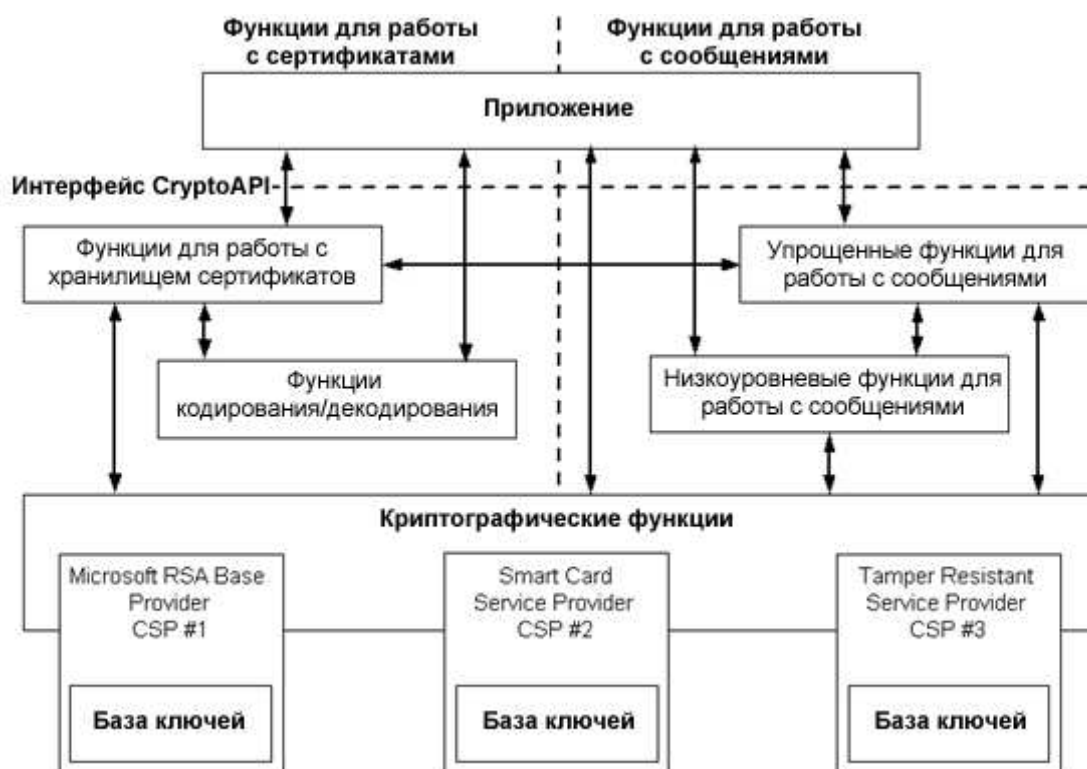 Функции для работы
с сертификатами
Функции для работы
с сообщениями
Приложение
Интерфейс CryptoAPI
Функции для работы с
хранилищем сертификатов
Упрощенные функции для
работы с сообщениями
Функции
кодирования/декодирования
Низкоуровневые функции для
работы с сообщениями
Криптографические функции
Microsoft RSA Base
Provider
CSP #1
Smart Card
Service Provider
CSP #2
Tamper Resistant
Service Provider
CSP #3
База ключей
База ключей
База ключей